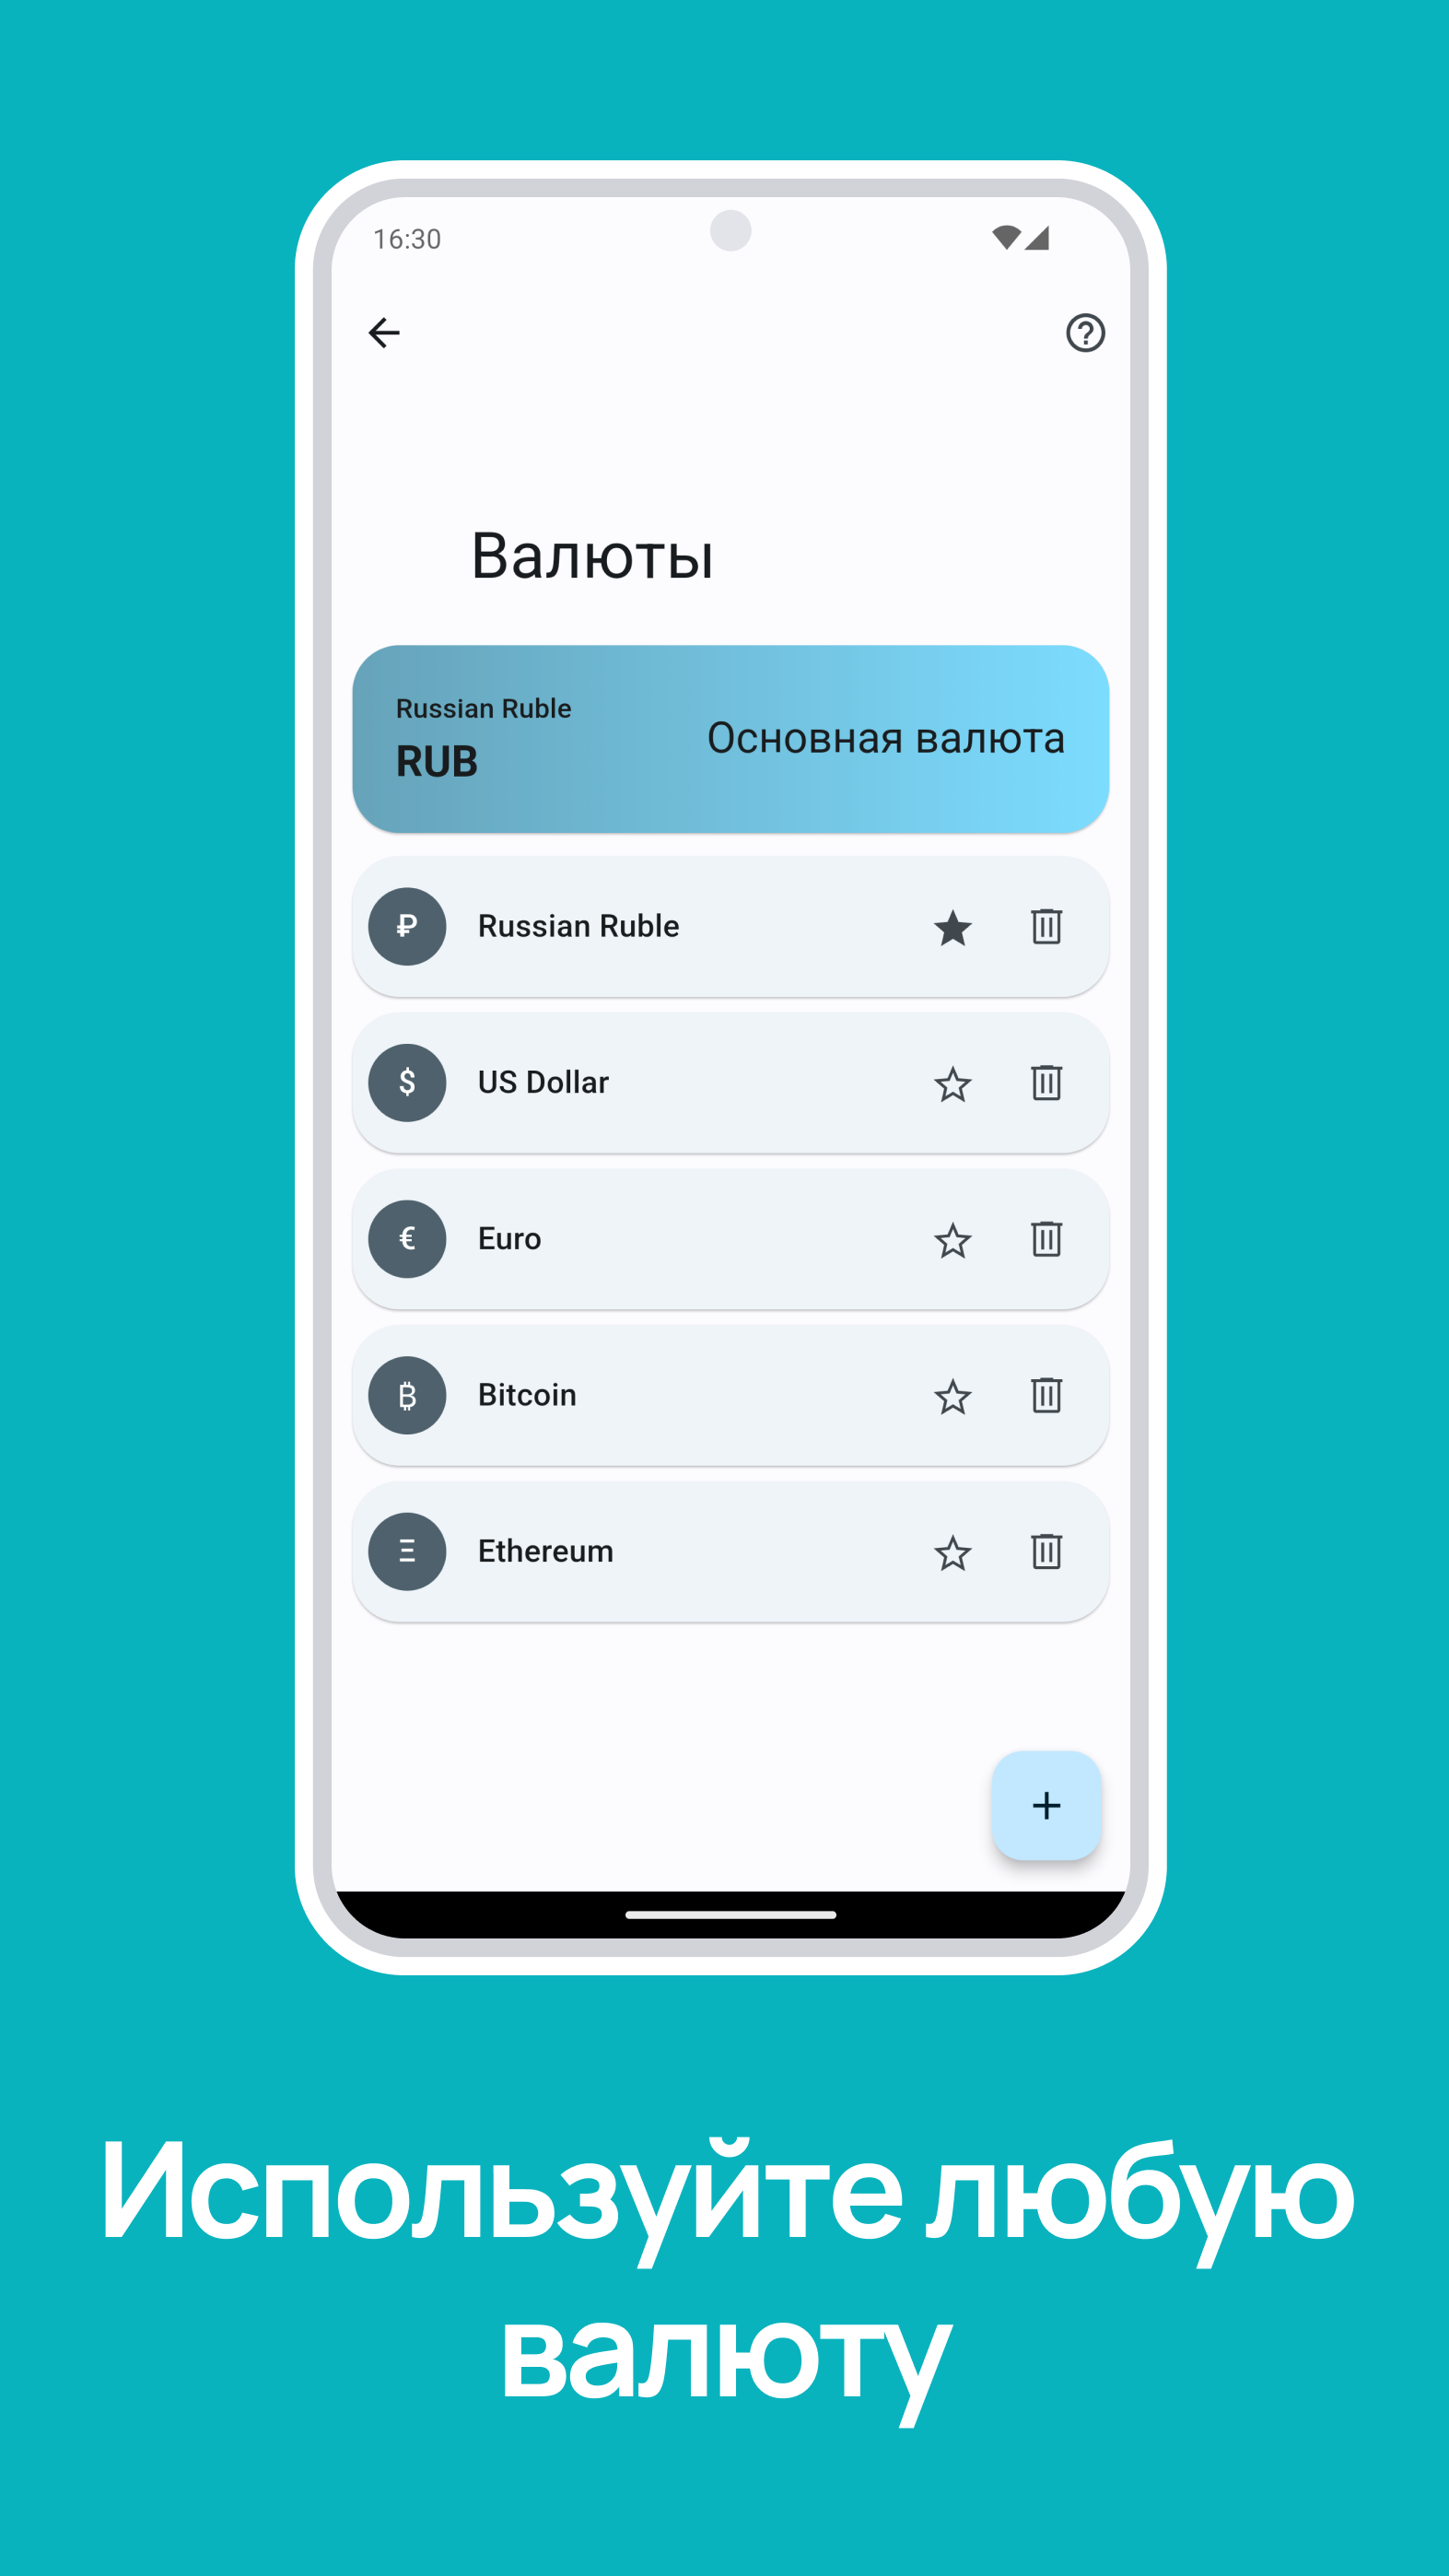 16:30
Валюты
Russian Ruble
RUB
Основная валюта
₽ Russian Ruble
$ US Dollar
€ Euro
₿ Bitcoin
Ξ Ethereum
Используйте любую
валюту